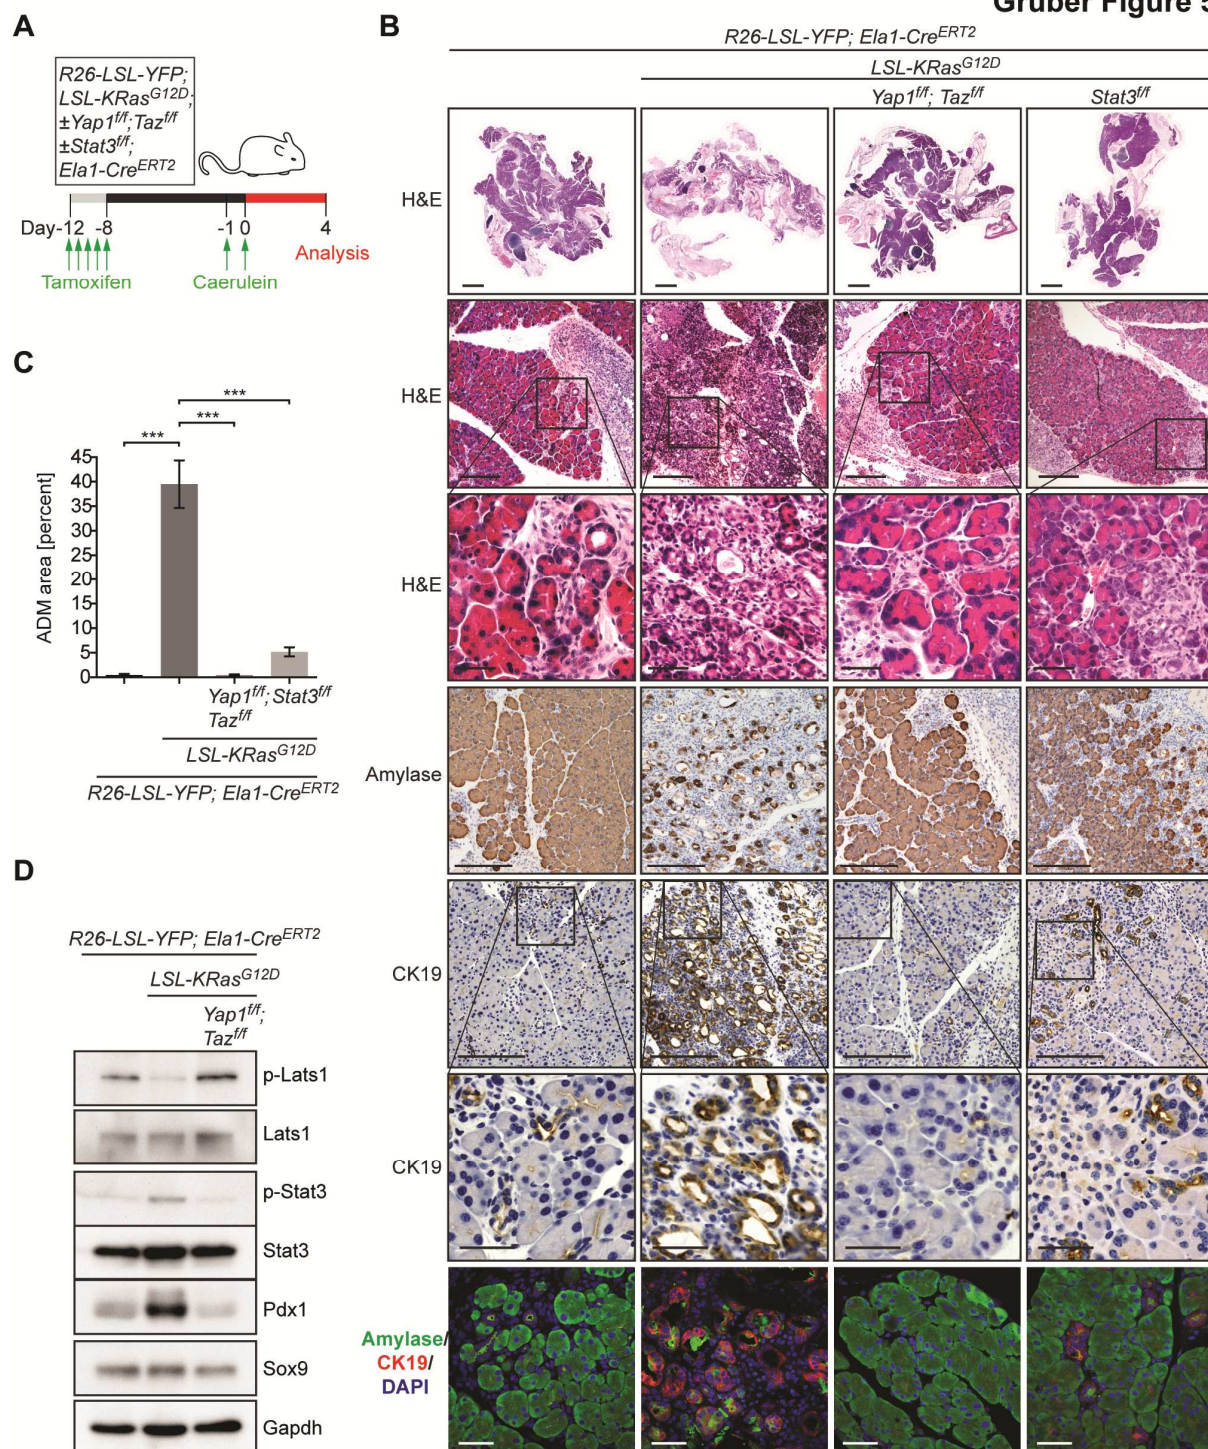 Gruber Figure 5
A
R26-LSL-YFP;
LSL-KRasG12D;
±Yap1f/f;Tazf/f
±Stat3f/f;
Ela1-CreERT2
Day-12 -8 -1 0 4
Analysis
Tamoxifen Caerulein
B
R26-LSL-YFP; Ela1-CreERT2
LSL-KRasG12D
Yap1f/f; Tazf/f Stat3f/f
H&E
H&E
H&E
Amylase
CK19
CK19
Amylase/
CK19/
DAPI
C
***
***
***
ADM area [percent]
45
40
35
30
25
20
15
10
5
0
Yap1f/f; Stat3f/f
Tazf/f
LSL-KRasG12D
R26-LSL-YFP; Ela1-CreERT2
D
R26-LSL-YFP; Ela1-CreERT2
LSL-KRasG12D
Yap1f/f;
Tazf/f
p-Lats1
Lats1
p-Stat3
Stat3
Pdx1
Sox9
Gapdh